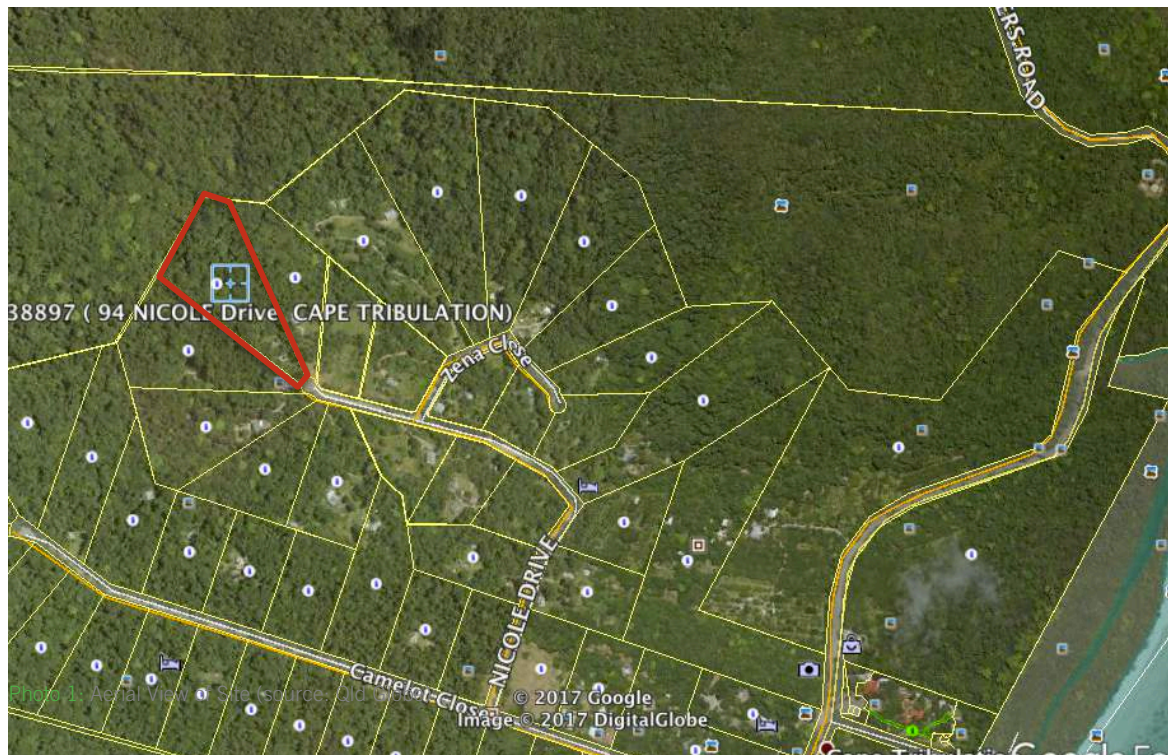 ERS ROAD
38897 ( 94 NICOLE Drive, CAPE TRIBULATION)
Zena Close
NICOLE DRIVE
Camelot Close
Photo 1: Aerial View of Site (source: Qld
© 2017 Google
Image © 2017 DigitalGlobe